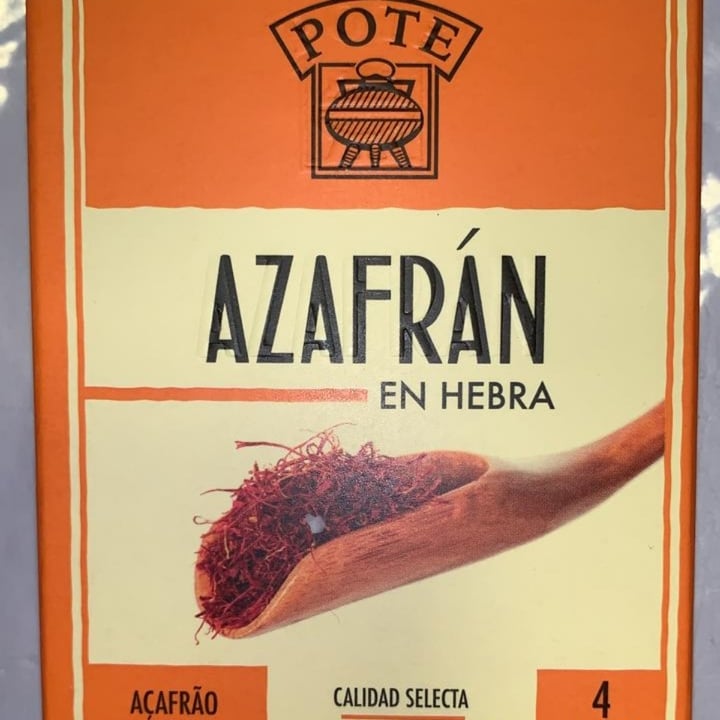 POTE
AZAFRÁN
EN HEBRA
AÇAFRÃO
CALIDAD SELECTA
4